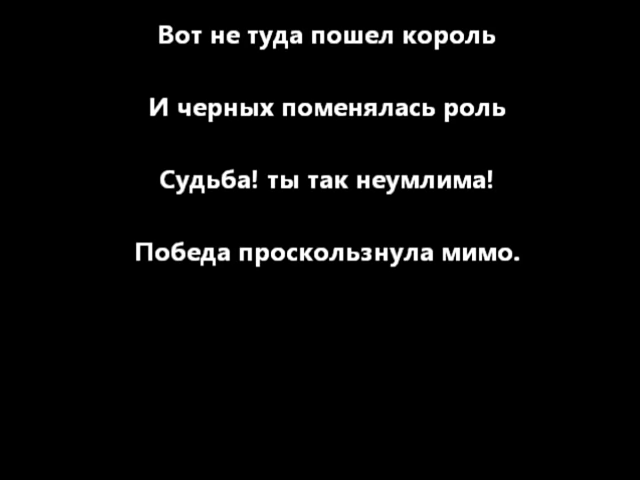 Вот не туда пошел король
И черных поменялась роль
Судьба! ты так неумлима!
Победа проскользнула мимо.